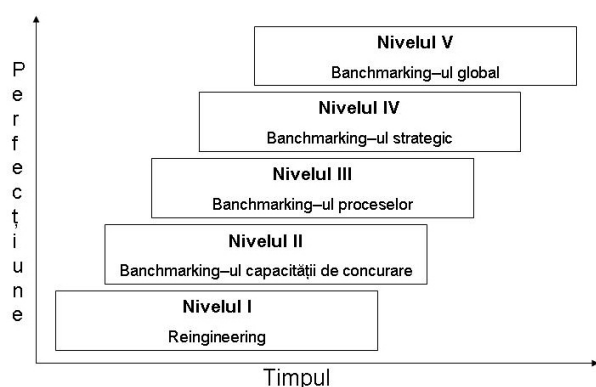 Perfecțiune
Nivelul V
Banchmarking–ul global
Nivelul IV
Banchmarking–ul strategic
Nivelul III
Banchmarking–ul proceselor
Nivelul II
Banchmarking–ul capacității de concurare
Nivelul I
Reingineering
Timpul